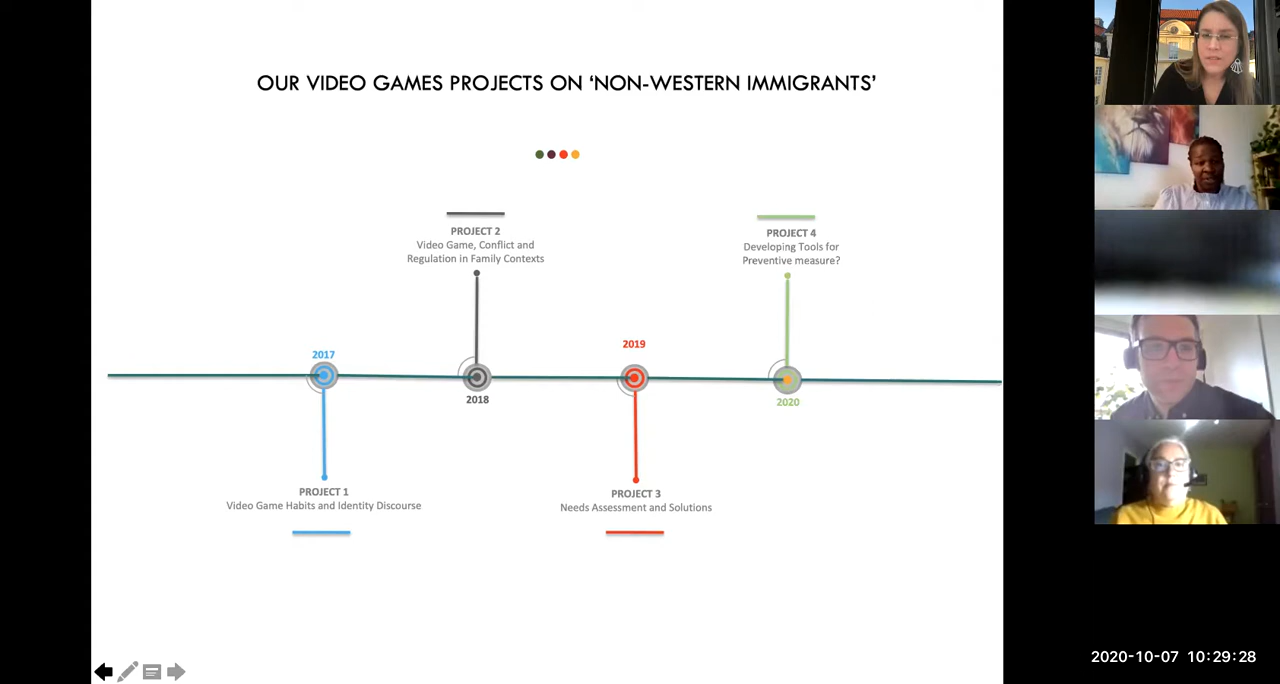 OUR VIDEO GAMES PROJECTS ON ‘NON-WESTERN IMMIGRANTS’
PROJECT 2
Video Game, Conflict and
Regulation in Family Contexts
PROJECT 4
Developing Tools for
Preventive measure?
2017
2018
2019
2020
PROJECT 1
Video Game Habits and Identity Discourse
PROJECT 3
Needs Assessment and Solutions
2020-10-07 10:29:28